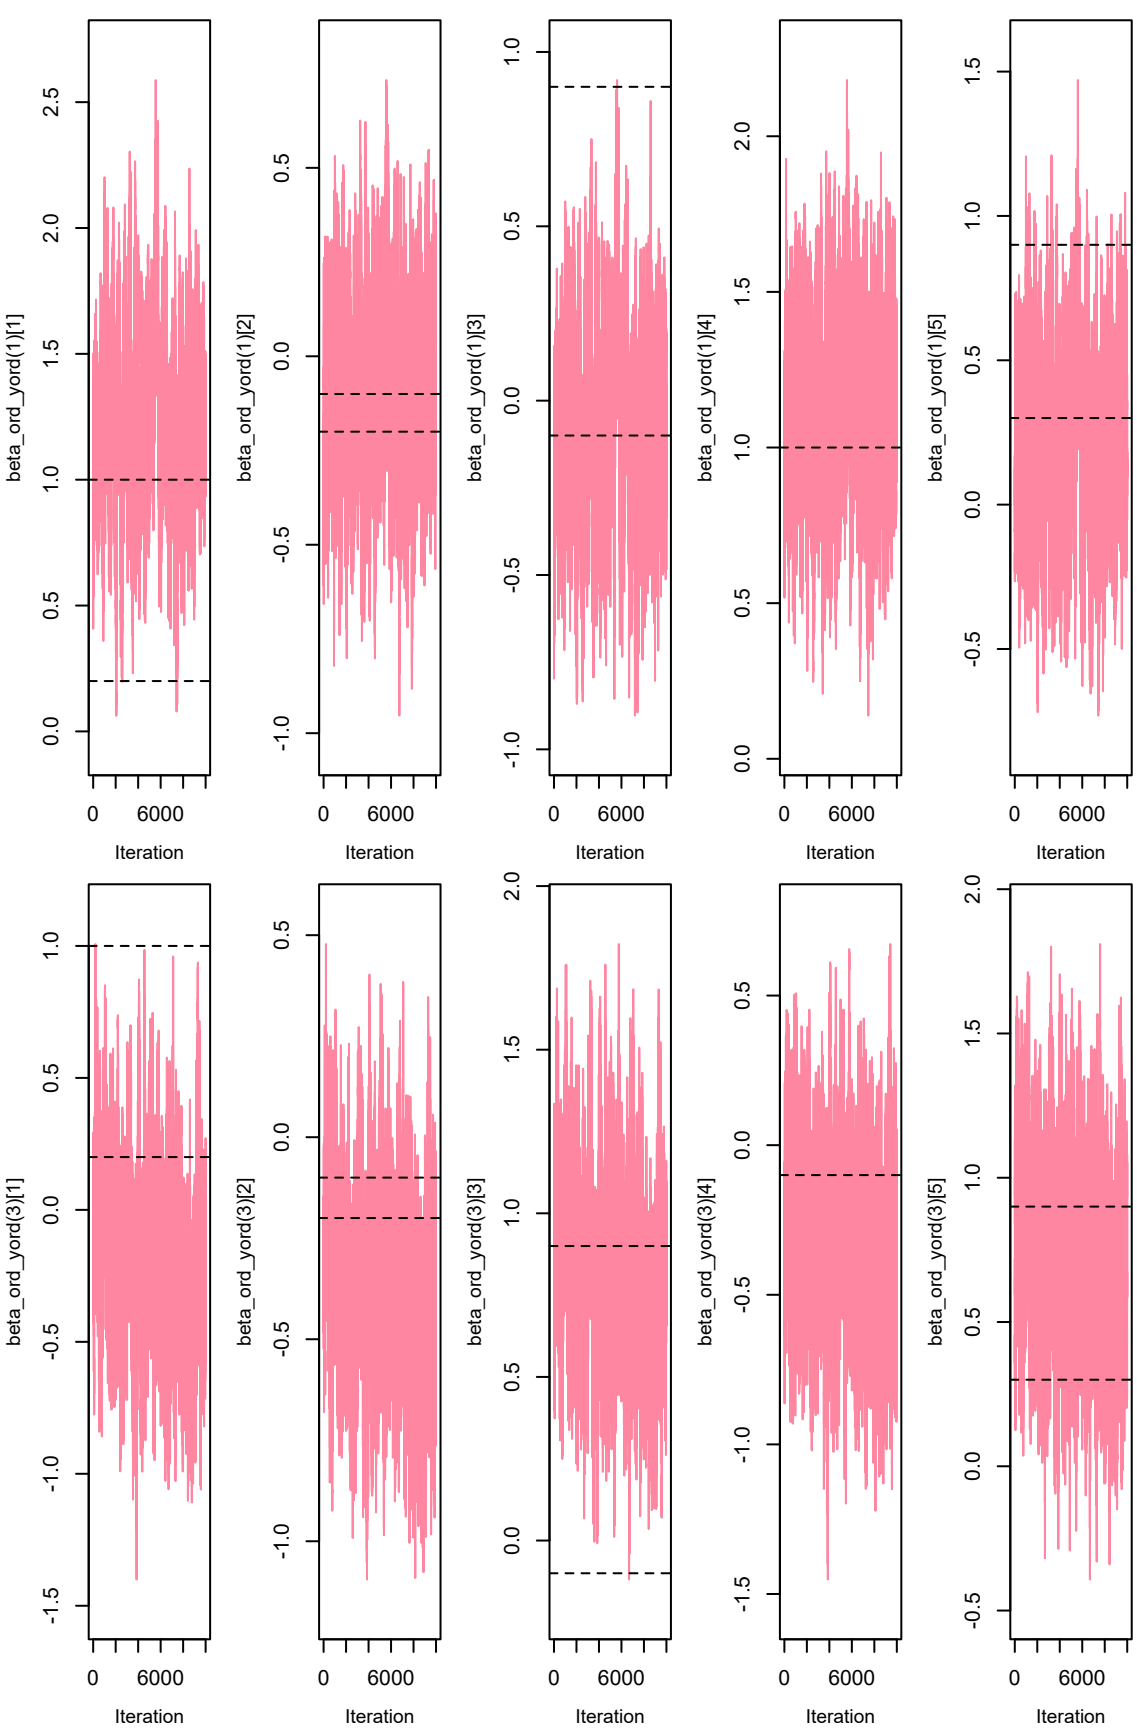 beta_ord_yord(1)[1]
0.0 0.5 1.0 1.5 2.0 2.5
0 6000
Iteration
beta_ord_yord(1)[2]
-1.0 -0.5 0.0 0.5
0 6000
Iteration
beta_ord_yord(1)[3]
-1.0 -0.5 0.0 0.5 1.0
0 6000
Iteration
beta_ord_yord(1)[4]
0.0 0.5 1.0 1.5 2.0
0 6000
Iteration
beta_ord_yord(1)[5]
-0.5 0.0 0.5 1.0 1.5
0 6000
Iteration
beta_ord_yord(3)[1]
-1.5 -1.0 -0.5 0.0 0.5 1.0
0 6000
Iteration
beta_ord_yord(3)[2]
-1.0 -0.5 0.0 0.5
0 6000
Iteration
beta_ord_yord(3)[3]
0.0 0.5 1.0 1.5 2.0
0 6000
Iteration
beta_ord_yord(3)[4]
-1.5 -1.0 -0.5 0.0 0.5
0 6000
Iteration
beta_ord_yord(3)[5]
-0.5 0.0 0.5 1.0 1.5 2.0
0 6000
Iteration